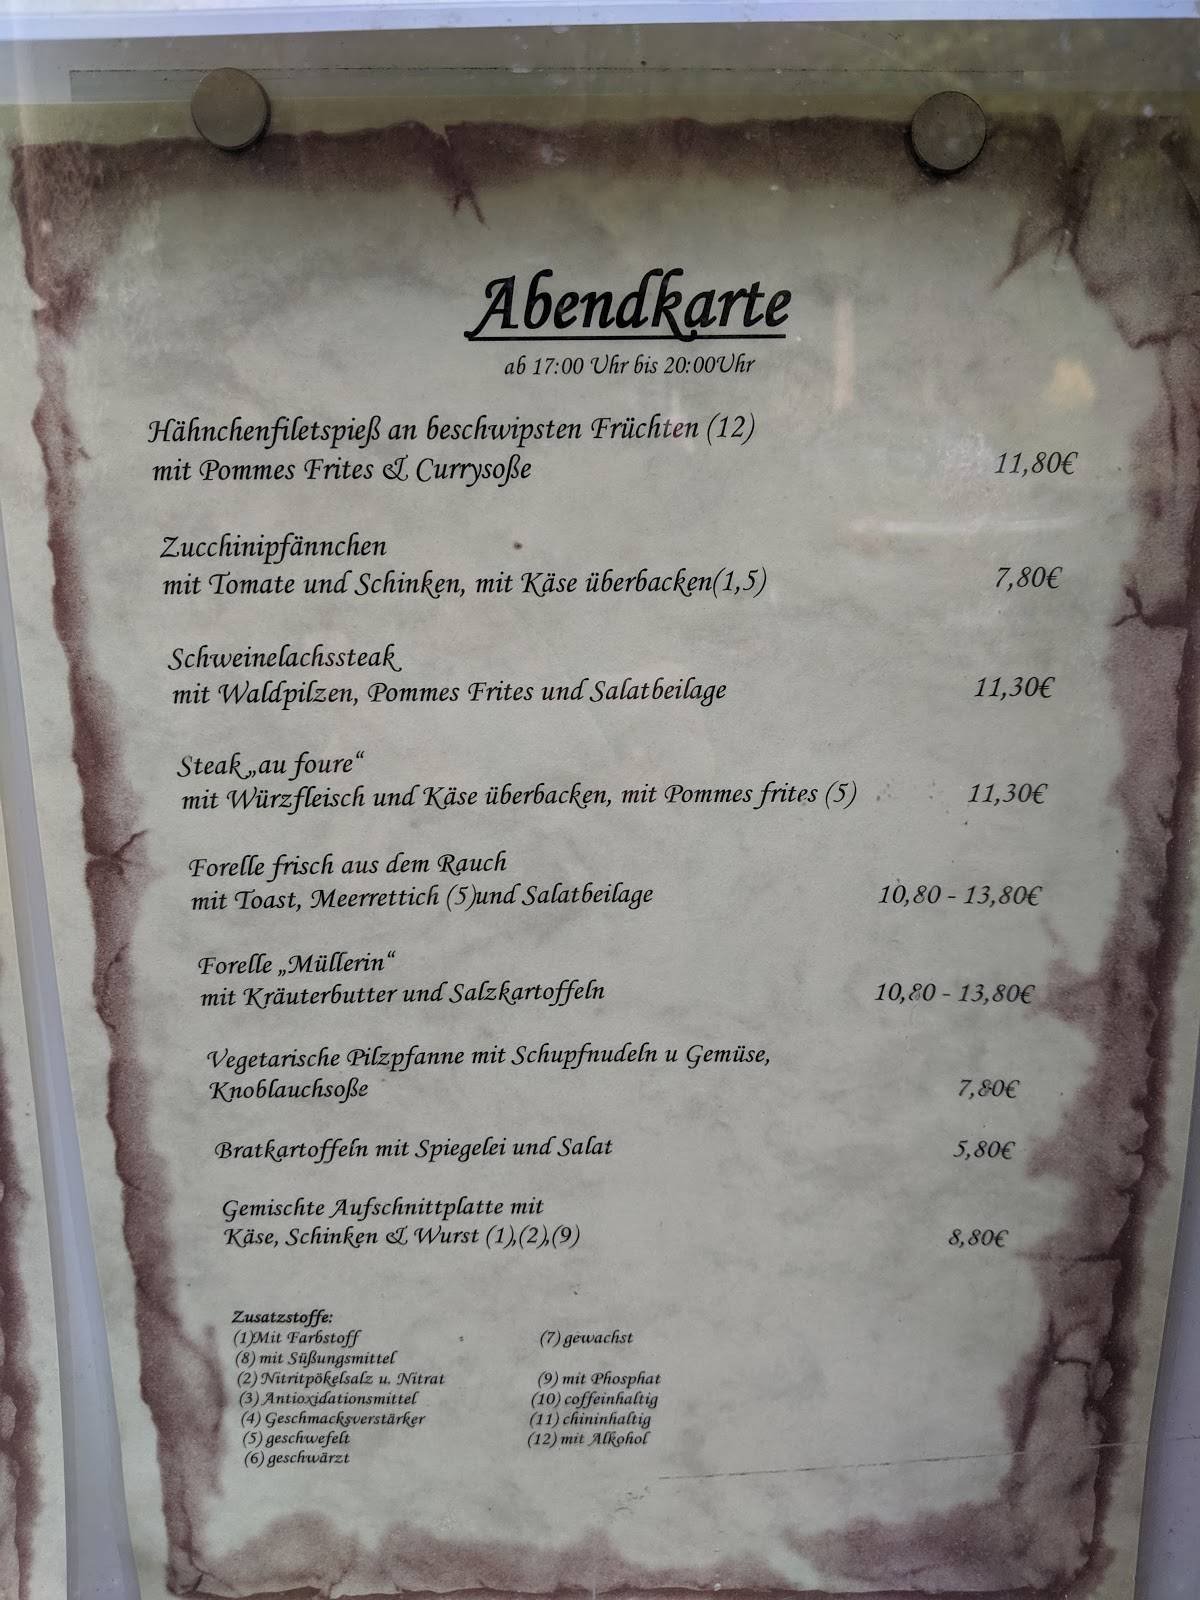 Abendkarte
ab 17:00 Uhr bis 20:00Uhr
Hähnchenfiletspieß an beschwipsten Früchten (12)
mit Pommes Frites & Currysoße 11,80€
Zucchinipfännchen
mit Tomate und Schinken, mit Käse überbacken(1,5) 7,80€
Schweinelachssteak
mit Waldpilzen, Pommes Frites und Salatbeilage 11,30€
Steak „au foure“
mit Würzfleisch und Käse überbacken, mit Pommes frites (5) 11,30€
Forelle frisch aus dem Rauch
mit Toast, Meerrettich (5)und Salatbeilage 10,80 - 13,80€
Forelle „Müllerin“
mit Kräuterbutter und Salzkartoffeln 10,80 - 13,80€
Vegetarische Pilzpfanne mit Schupfnudeln u Gemüse,
Knoblauchsoße 7,80€
Bratkartoffeln mit Spiegelei und Salat 5,80€
Gemischte Aufschnittplatte mit
Käse, Schinken & Wurst (1),(2),(9) 8,80€
Zusatzstoffe:
(1)Mit Farbstoff (7) gewachst
(8) mit Süßungsmittel
(2) Nitritpökelsalz u. Nitrat (9) mit Phosphat
(3) Antioxidationsmittel (10) coffeinhaltig
(4) Geschmacksverstärker (11) chininhaltig
(5) geschwefelt (12) mit Alkohol
(6) geschwärzt